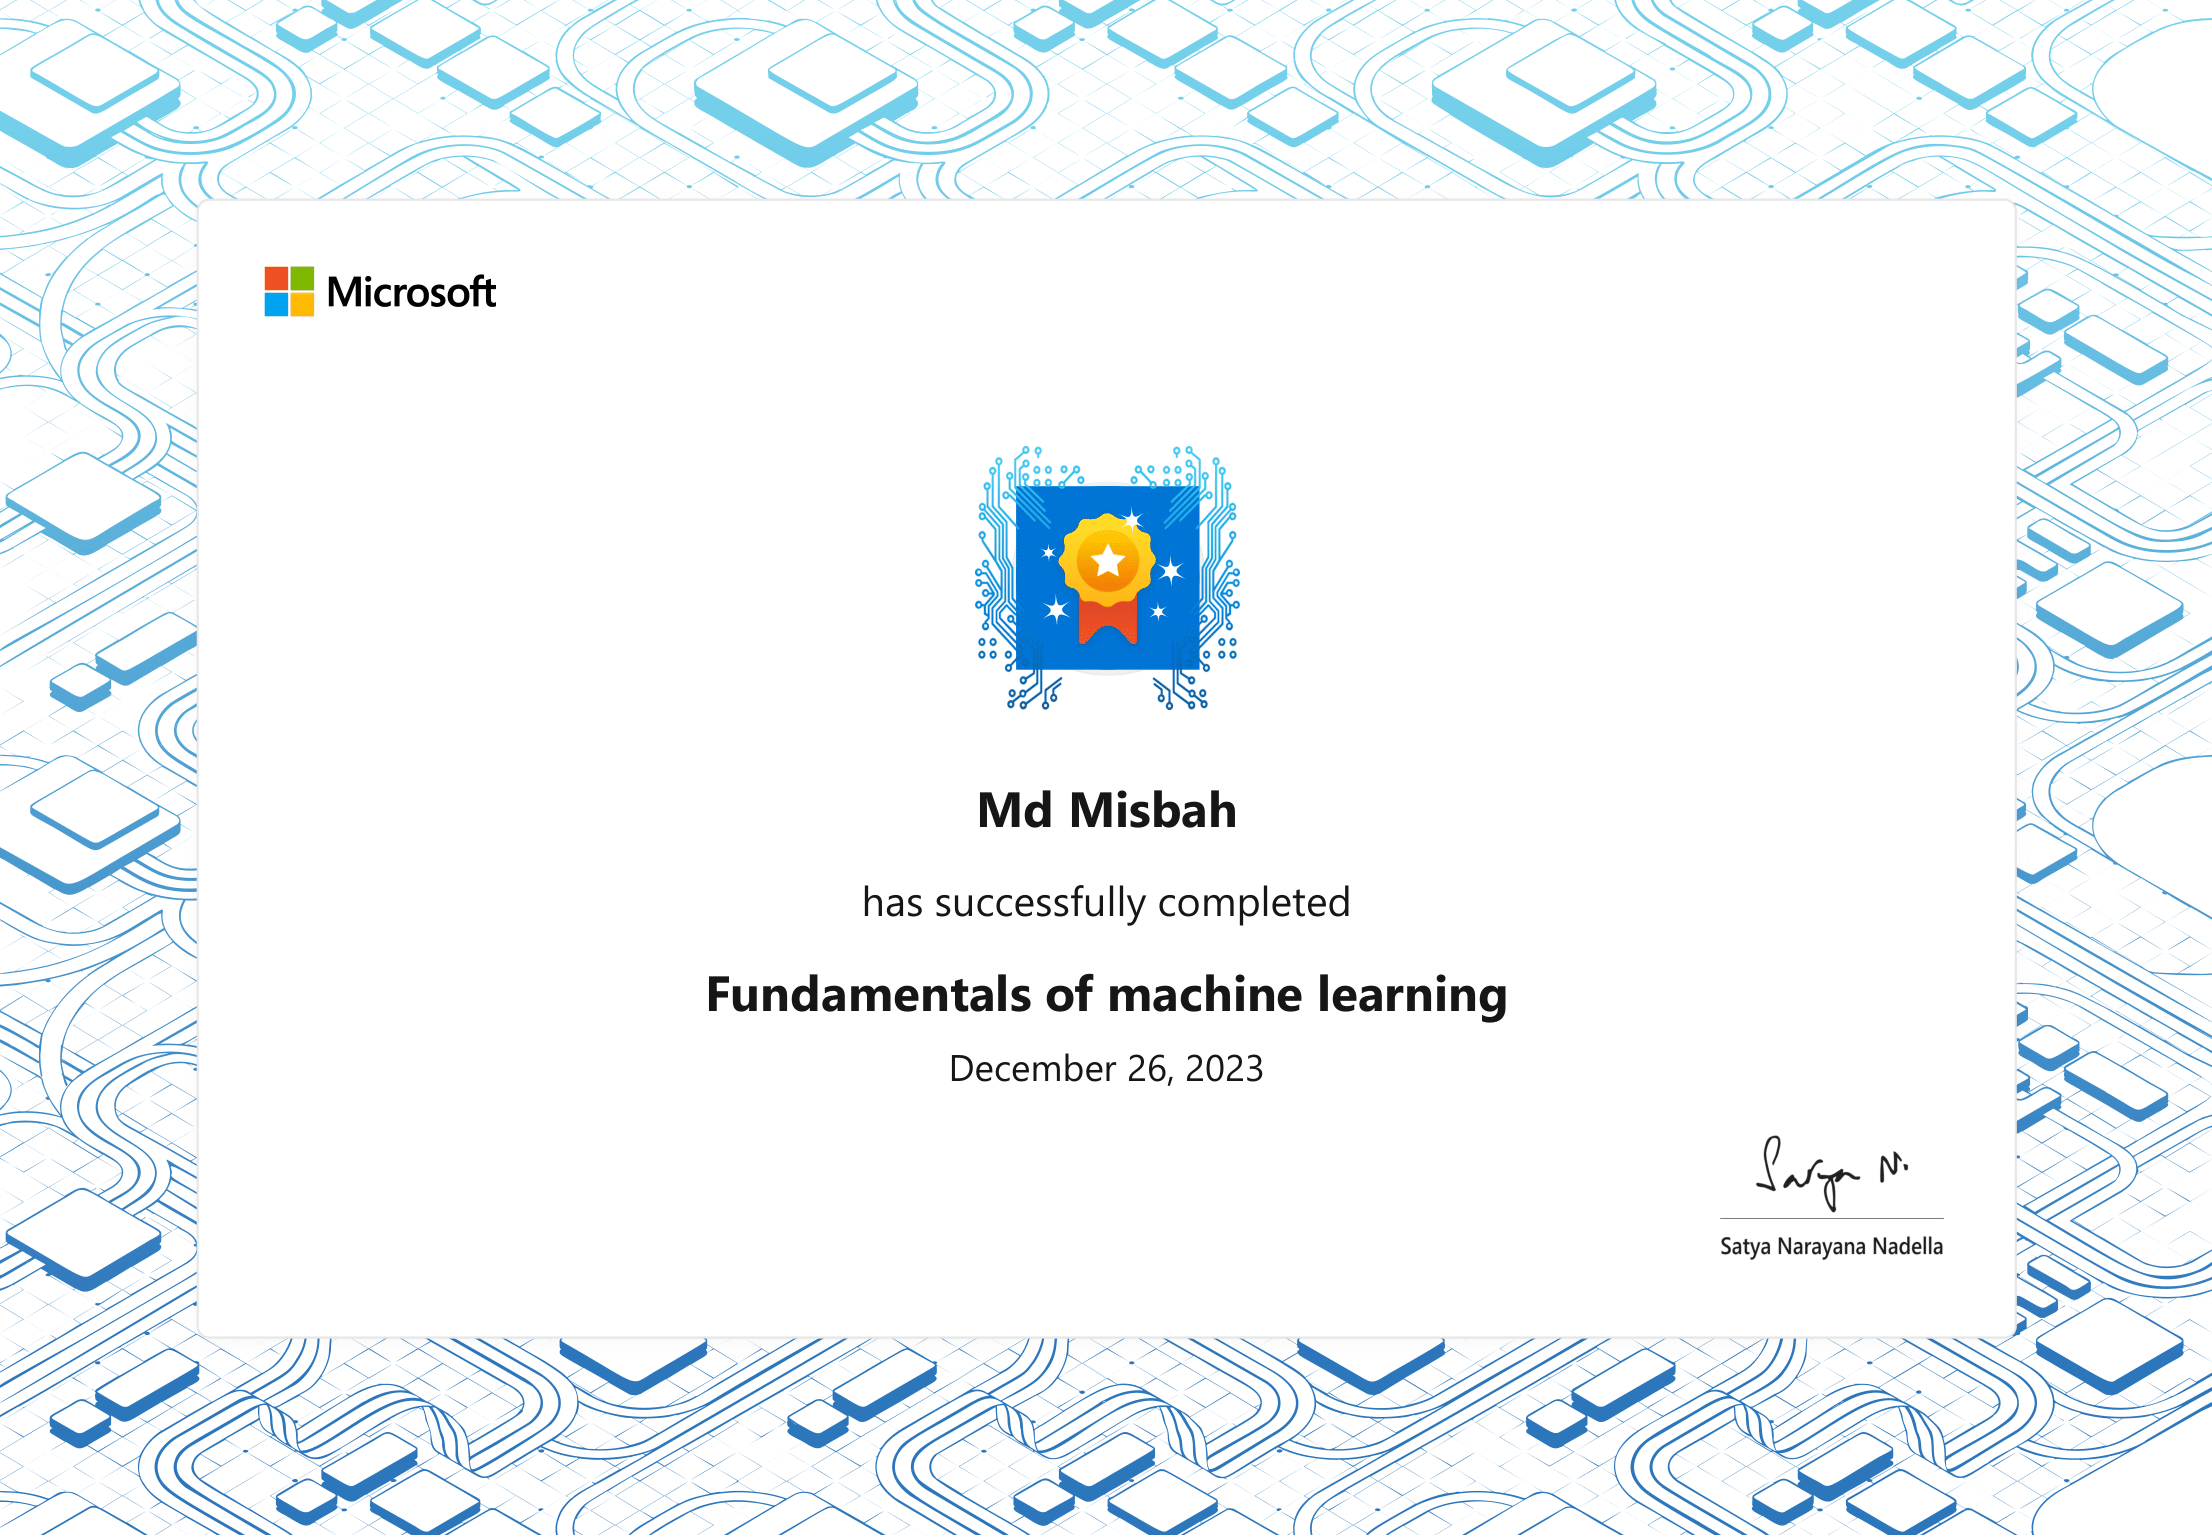 Microsoft
Md Misbah
has successfully completed
Fundamentals of machine learning
December 26, 2023
Satya N.
Satya Narayana Nadella